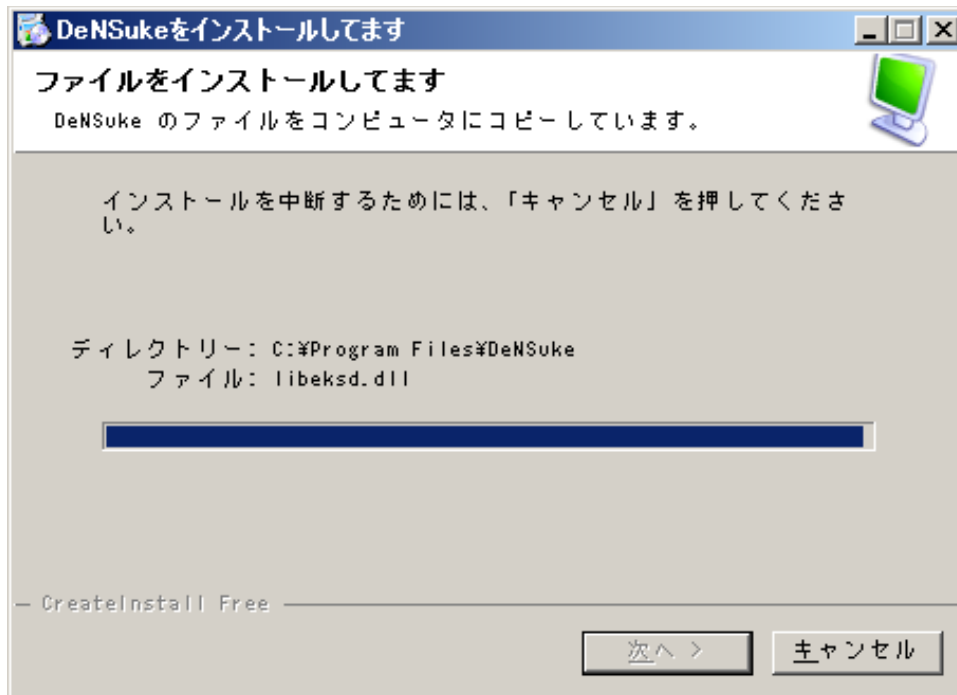 DeNSukeをインストールしてます
ファイルをインストールしてます
DeNSuke のファイルをコンピュータにコピーしています。
インストールを中断するためには、「キャンセル」を押してくださ
い。
ディレクトリー: C:¥Program Files¥DeNSuke
ファイル: libeksd.dll
CreateInstall Free
次へ >
キャンセル